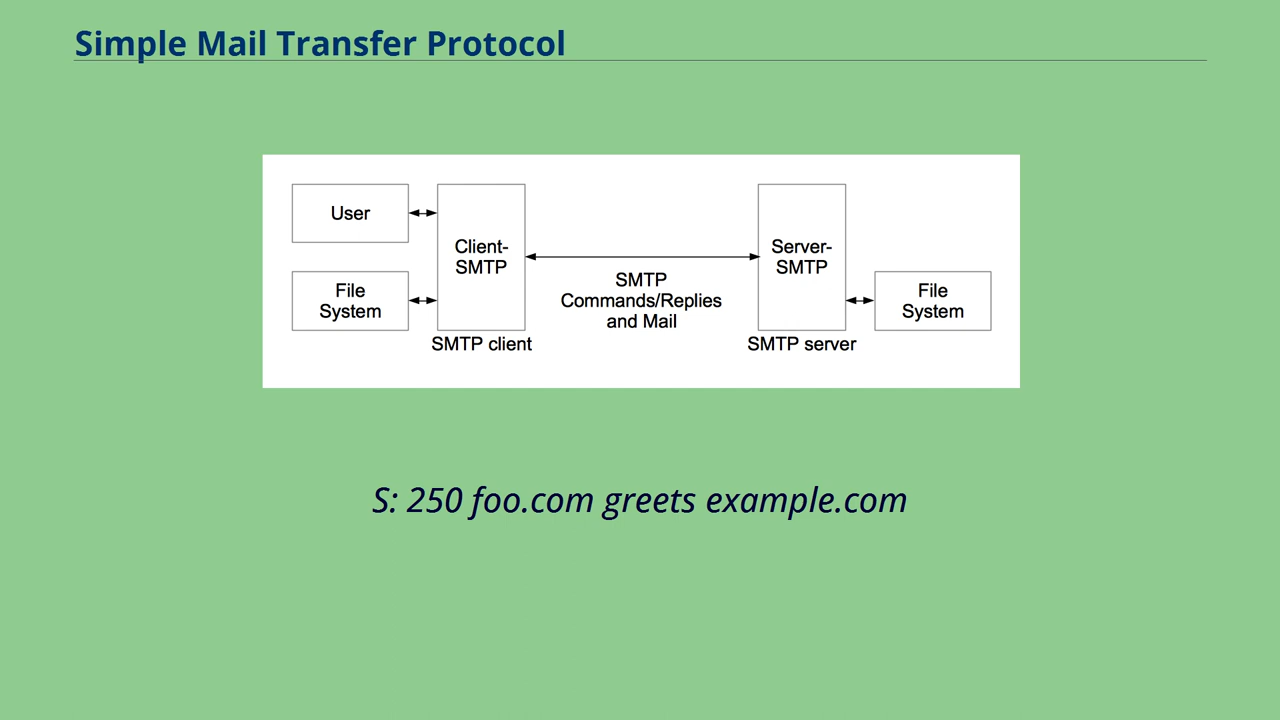 Simple Mail Transfer Protocol
User
File
System
Client-
SMTP
SMTP client
SMTP
Commands/Replies
and Mail
Server-
SMTP
SMTP server
File
System
S: 250 foo.com greets example.com